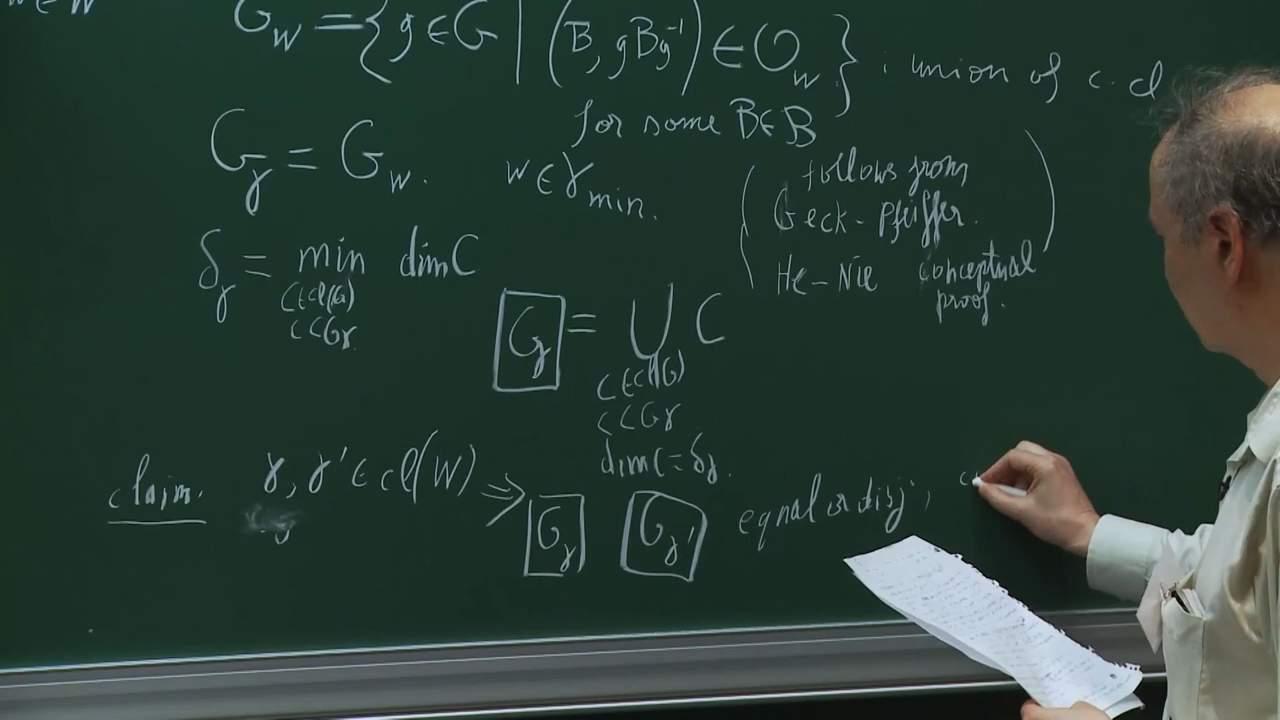 G_w = {g ∈ G | (B, gBg⁻¹) ∈ O_w} : union of c. cl
for some B ∈ B
G_γ = G_w. w ∈ γ_min.
(follows from
Geck-Pfeiffer.
He-Nie conceptual
proof.)
δ_γ = min dim C
C ∈ cl(G)
C ⊂ G_γ
G_γ = ∪ C
C ∈ cl(G)
C ⊂ G_γ
dim C = δ_γ.
claim. γ, γ' ∈ cl(W) ⇒ G_γ G_γ' equal or disj.,